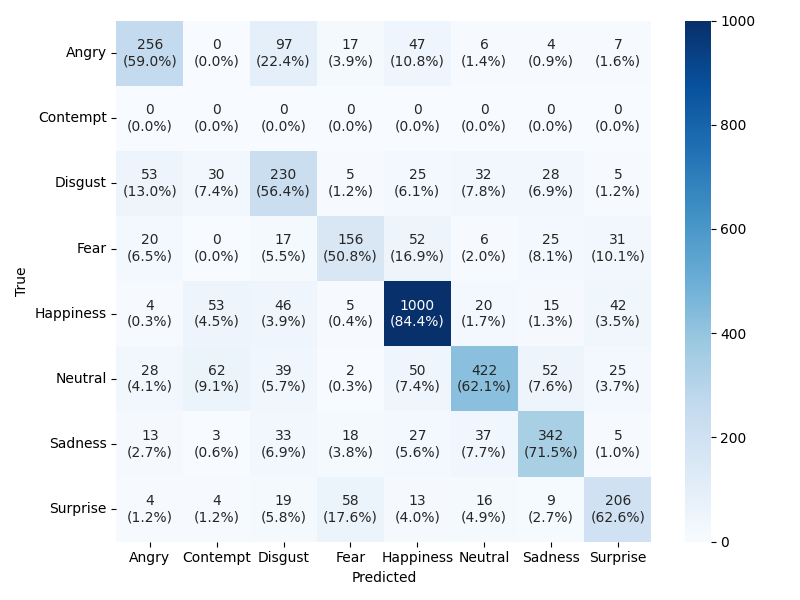 Angry 256 0 97 17 47 6 4 7
(59.0%) (0.0%) (22.4%) (3.9%) (10.8%) (1.4%) (0.9%) (1.6%)
Contempt 0 0 0 0 0 0 0 0
(0.0%) (0.0%) (0.0%) (0.0%) (0.0%) (0.0%) (0.0%) (0.0%)
Disgust 53 30 230 5 25 32 28 5
(13.0%) (7.4%) (56.4%) (1.2%) (6.1%) (7.8%) (6.9%) (1.2%)
Fear 20 0 17 156 52 6 25 31
(6.5%) (0.0%) (5.5%) (50.8%) (16.9%) (2.0%) (8.1%) (10.1%)
Happiness 4 53 46 5 1000 20 15 42
(0.3%) (4.5%) (3.9%) (0.4%) (84.4%) (1.7%) (1.3%) (3.5%)
Neutral 28 62 39 2 50 422 52 25
(4.1%) (9.1%) (5.7%) (0.3%) (7.4%) (62.1%) (7.6%) (3.7%)
Sadness 13 3 33 18 27 37 342 5
(2.7%) (0.6%) (6.9%) (3.8%) (5.6%) (7.7%) (71.5%) (1.0%)
Surprise 4 4 19 58 13 16 9 206
(1.2%) (1.2%) (5.8%) (17.6%) (4.0%) (4.9%) (2.7%) (62.6%)
Angry Contempt Disgust Fear Happiness Neutral Sadness Surprise
Predicted
True
1000
800
600
400
200
0